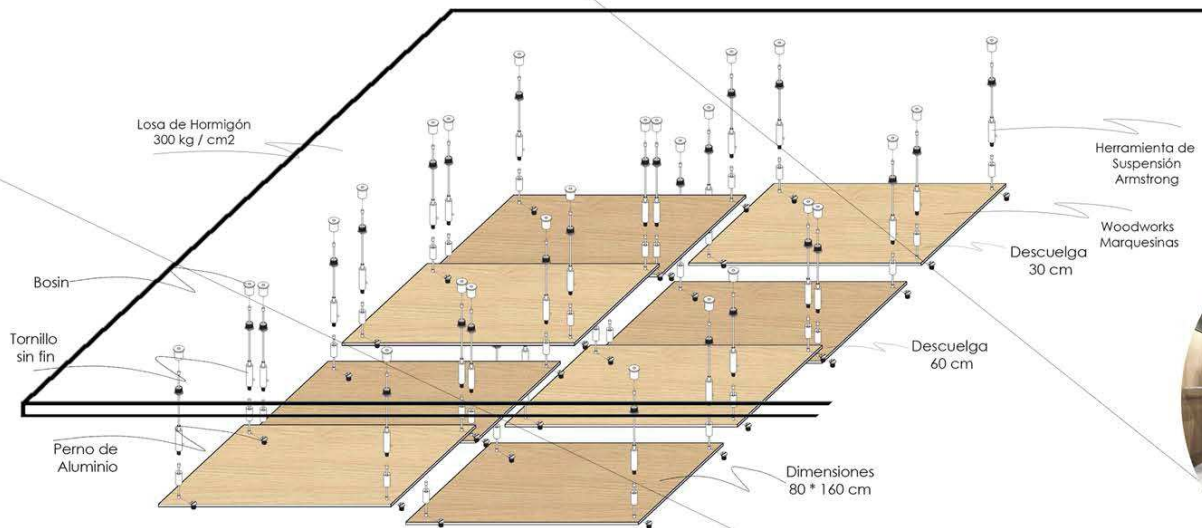 Losa de Hormigón
300 kg / cm2
Herramienta de
Suspensión
Armstrong
Woodworks
Marquesinas
Descuelga
30 cm
Bosin
Tornillo
sin fin
Descuelga
60 cm
Perno de
Aluminio
Dimensiones
80 * 160 cm